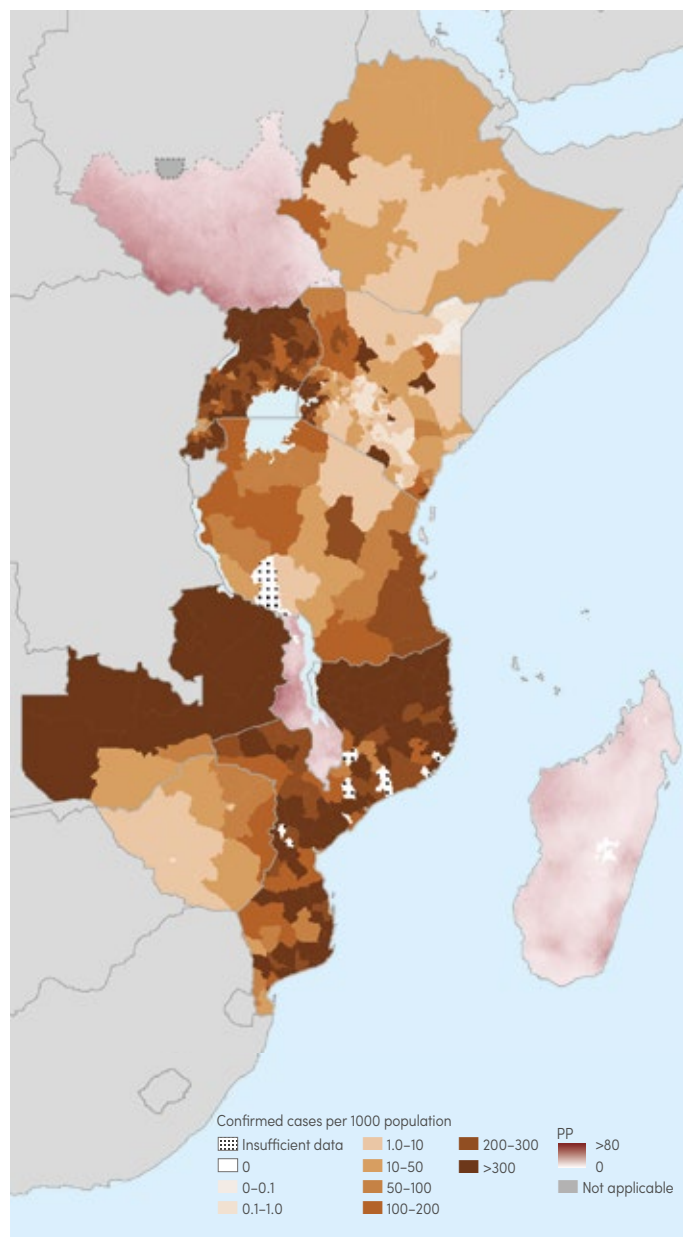 Confirmed cases per 1000 population
Insufficient data
0
0–0.1
0.1–1.0
1.0–10
10–50
50–100
100–200
200–300
>300
PP
>80
0
Not applicable